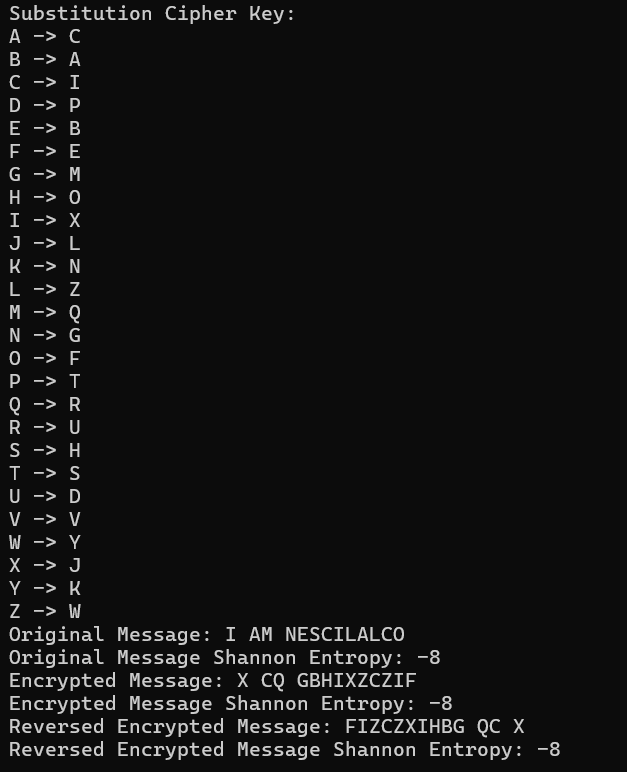 Substitution Cipher Key:
A -> C
B -> A
C -> I
D -> P
E -> B
F -> E
G -> M
H -> O
I -> X
J -> L
K -> N
L -> Z
M -> Q
N -> G
O -> F
P -> T
Q -> R
R -> U
S -> H
T -> S
U -> D
V -> V
W -> Y
X -> J
Y -> K
Z -> W
Original Message: I AM NESCILALCO
Original Message Shannon Entropy: -8
Encrypted Message: X CQ GBHIXZCZIF
Encrypted Message Shannon Entropy: -8
Reversed Encrypted Message: FIZCZXIHBG QC X
Reversed Encrypted Message Shannon Entropy: -8